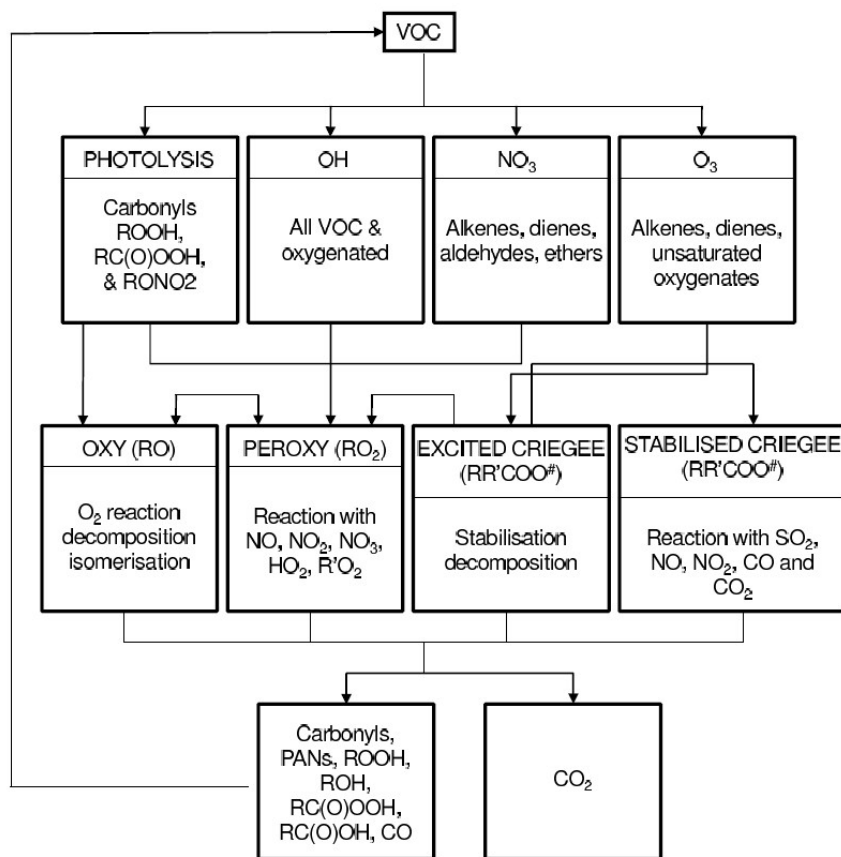 VOC
PHOTOLYSIS
Carbonyls
ROOH,
RC(O)OOH,
& RONO2
OH
All VOC &
oxygenated
NO₃
Alkenes, dienes,
aldehydes, ethers
O₃
Alkenes, dienes,
unsaturated
oxygenates
OXY (RO)
O₂ reaction
decomposition
isomerisation
PEROXY (RO₂)
Reaction with
NO, NO₂, NO₃,
HO₂, R'O₂
EXCITED CRIEGEE
(RR'COO#)
Stabilisation
decomposition
STABILISED CRIEGEE
(RR'COO#)
Reaction with SO₂,
NO, NO₂, CO and
CO₂
Carbonyls,
PANs, ROOH,
ROH,
RC(O)OOH,
RC(O)OH, CO
CO₂